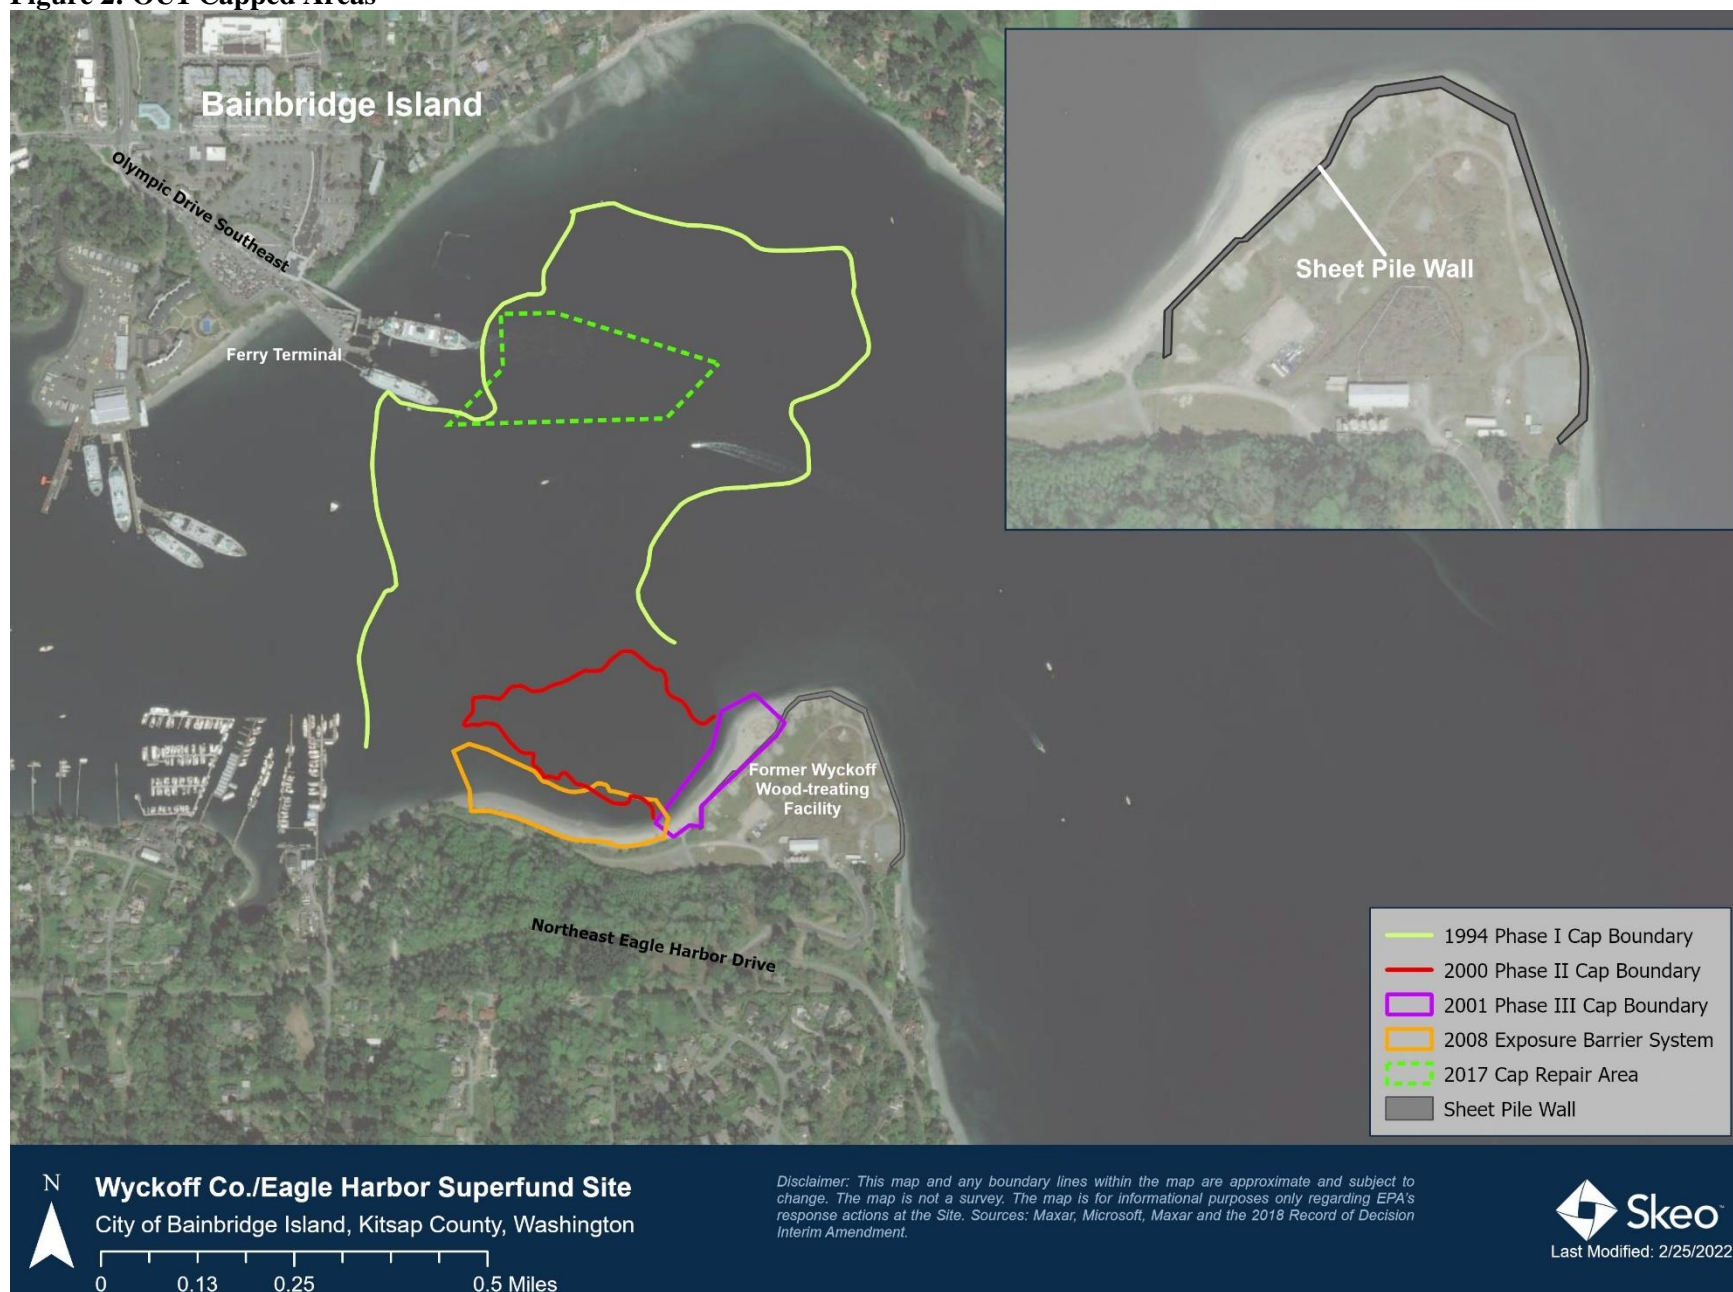 Figure 2: OU1 Capped Areas
Bainbridge Island
Olympic Drive Southeast
Ferry Terminal
Sheet Pile Wall
Former Wyckoff
Wood-treating
Facility
Northeast Eagle Harbor Drive
1994 Phase I Cap Boundary
2000 Phase II Cap Boundary
2001 Phase III Cap Boundary
2008 Exposure Barrier System
2017 Cap Repair Area
Sheet Pile Wall
N
Wyckoff Co./Eagle Harbor Superfund Site
City of Bainbridge Island, Kitsap County, Washington
0 0.13 0.25 0.5 Miles
Disclaimer: This map and any boundary lines within the map are approximate and subject to
change. The map is not a survey. The map is for informational purposes only regarding EPA's
response actions at the Site. Sources: Maxar, Microsoft, Maxar and the 2018 Record of Decision
Interim Amendment.
Skeo
Last Modified: 2/25/2022